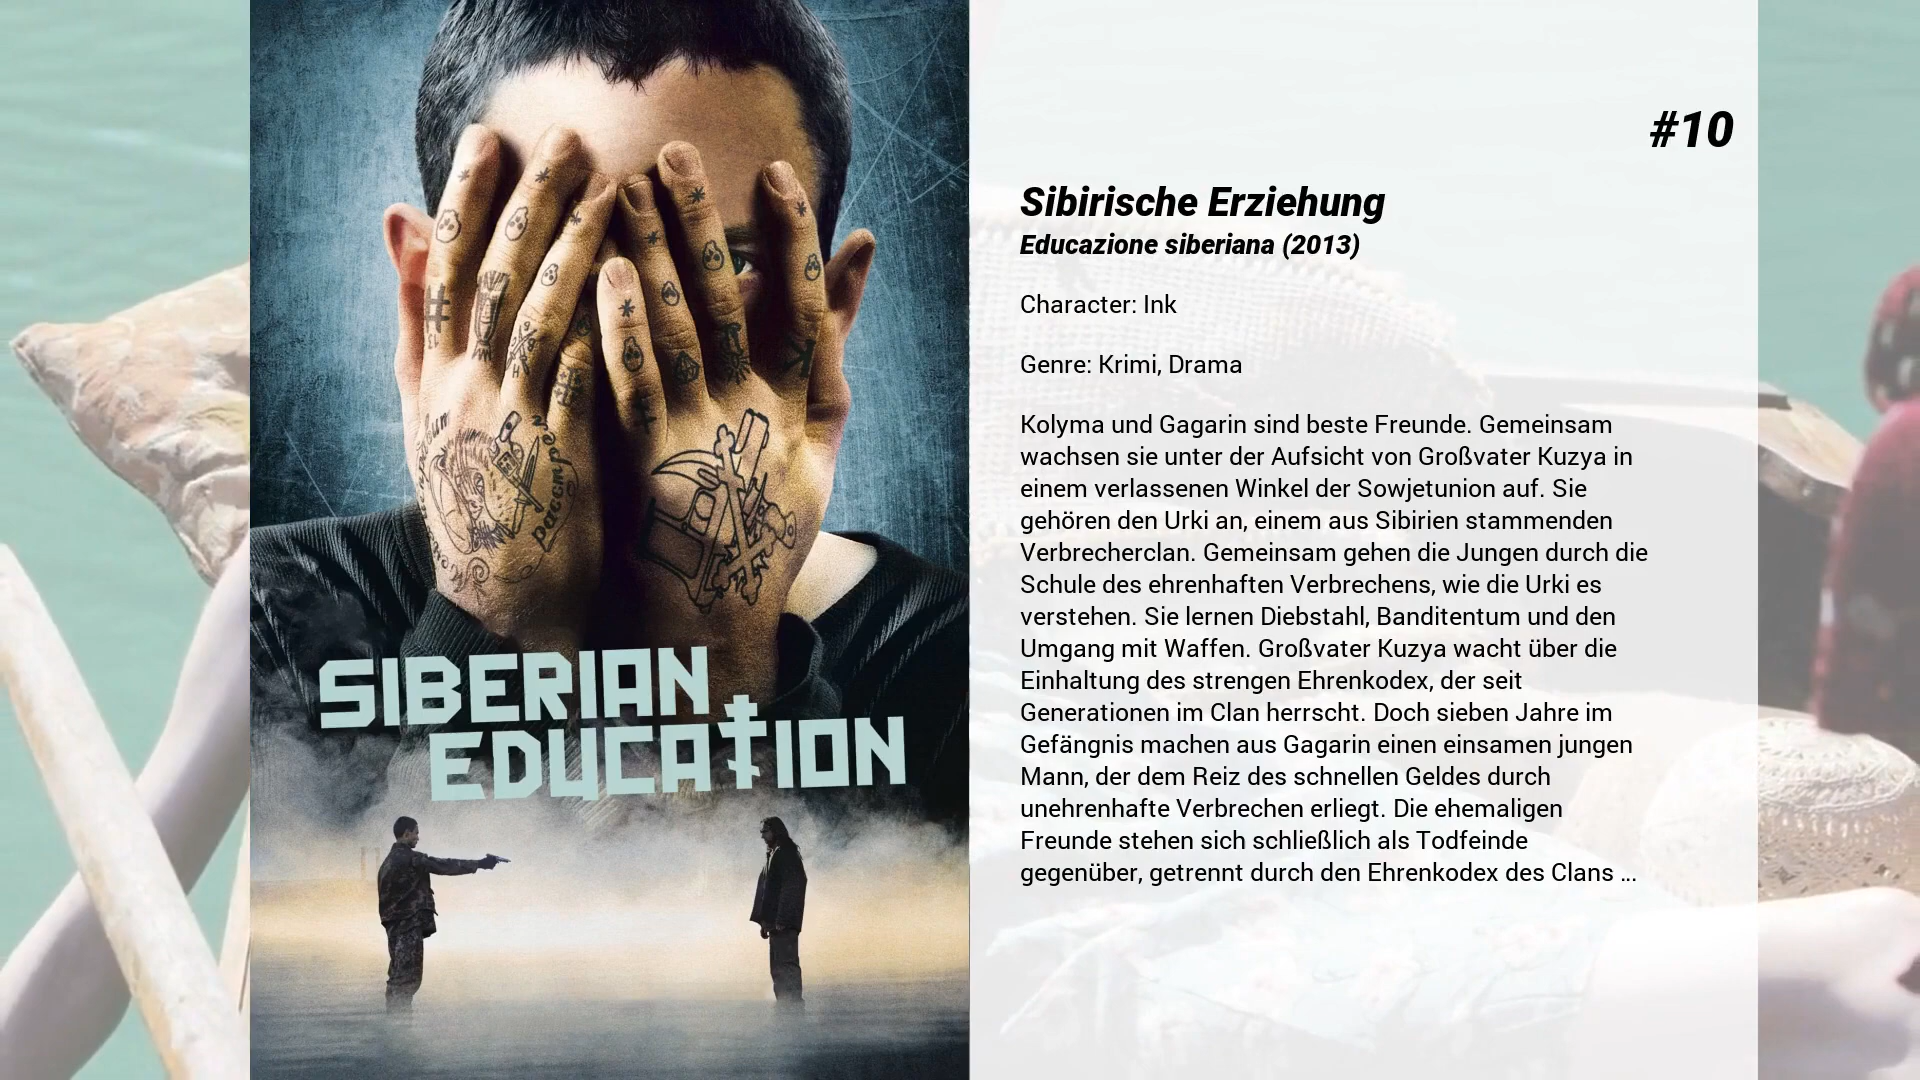 #10
Sibirische Erziehung
Educazione siberiana (2013)
Character: Ink
Genre: Krimi, Drama
Kolyma und Gagarin sind beste Freunde. Gemeinsam
wachsen sie unter der Aufsicht von Großvater Kuzya in
einem verlassenen Winkel der Sowjetunion auf. Sie
gehören den Urki an, einem aus Sibirien stammenden
Verbrecherclan. Gemeinsam gehen die Jungen durch die
Schule des ehrenhaften Verbrechens, wie die Urki es
verstehen. Sie lernen Diebstahl, Banditentum und den
Umgang mit Waffen. Großvater Kuzya wacht über die
Einhaltung des strengen Ehrenkodex, der seit
Generationen im Clan herrscht. Doch sieben Jahre im
Gefängnis machen aus Gagarin einen einsamen jungen
Mann, der dem Reiz des schnellen Geldes durch
unehrenhafte Verbrechen erliegt. Die ehemaligen
Freunde stehen sich schließlich als Todfeinde
gegenüber, getrennt durch den Ehrenkodex des Clans ...
SIBERIAN
EDUCATION